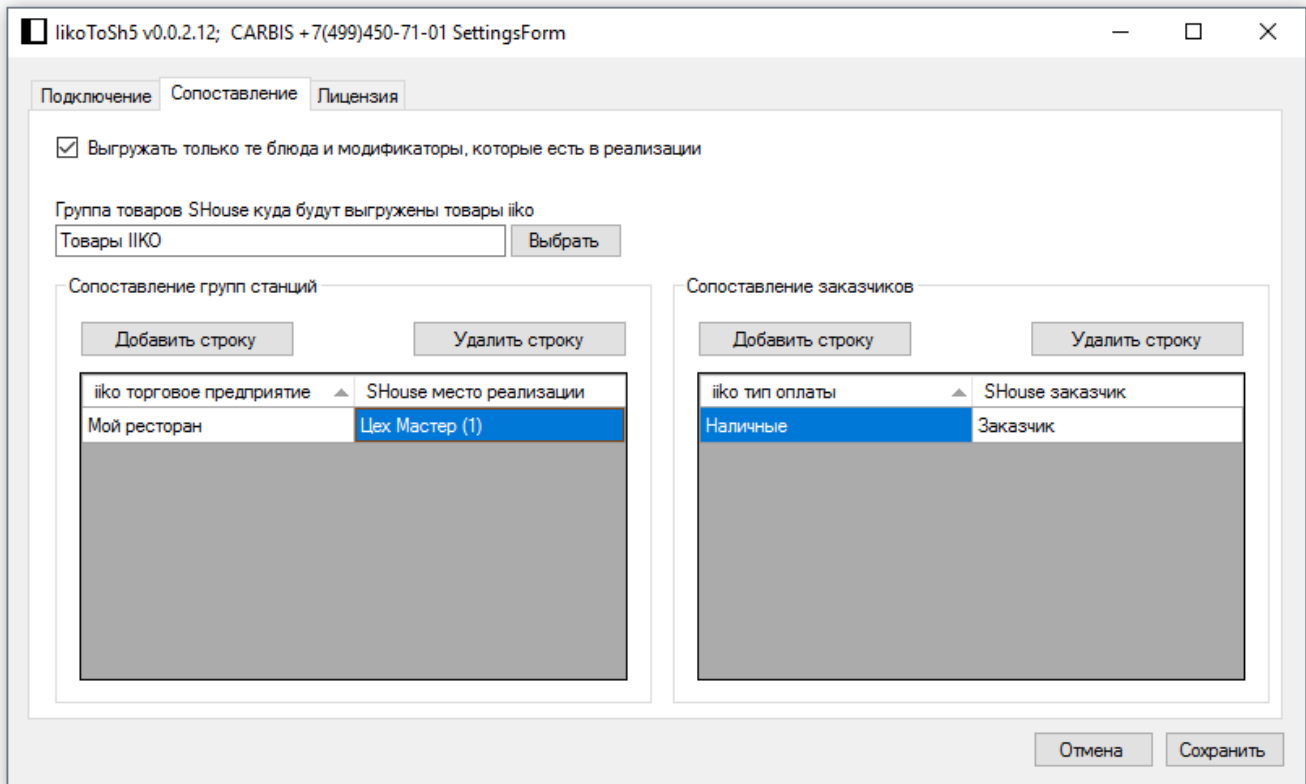 IikoToSh5 v0.0.2.12;  CARBIS +7(499)450-71-01 SettingsForm
Подключение Сопоставление Лицензия
Выгружать только те блюда и модификаторы, которые есть в реализации
Группа товаров SHouse куда будут выгружены товары iiko
Товары IIKO Выбрать
Сопоставление групп станций
Добавить строку Удалить строку
iiko торговое предприятие SHouse место реализации
Мой ресторан Цех Мастер (1)
Сопоставление заказчиков
Добавить строку Удалить строку
iiko тип оплаты SHouse заказчик
Наличные Заказчик
Отмена Сохранить